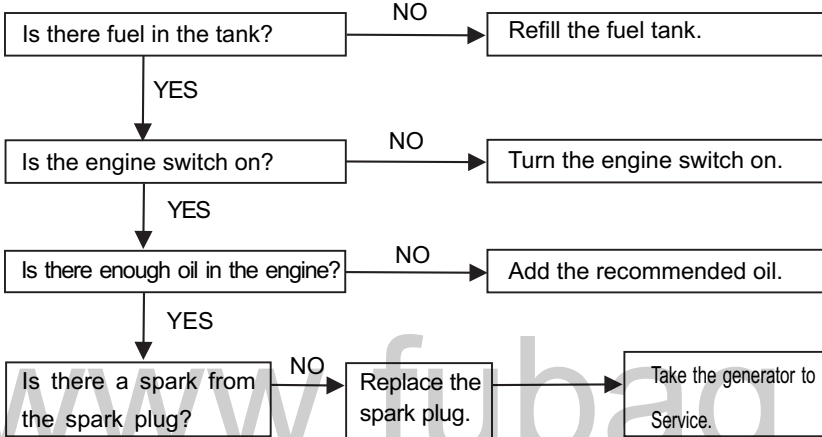 Is there fuel in the tank?
NO
Refill the fuel tank.
YES
Is the engine switch on?
NO
Turn the engine switch on.
YES
Is there enough oil in the engine?
NO
Add the recommended oil.
YES
Is there a spark from
the spark plug?
NO
Replace the
spark plug.
Take the generator to
Service.
www.fubag